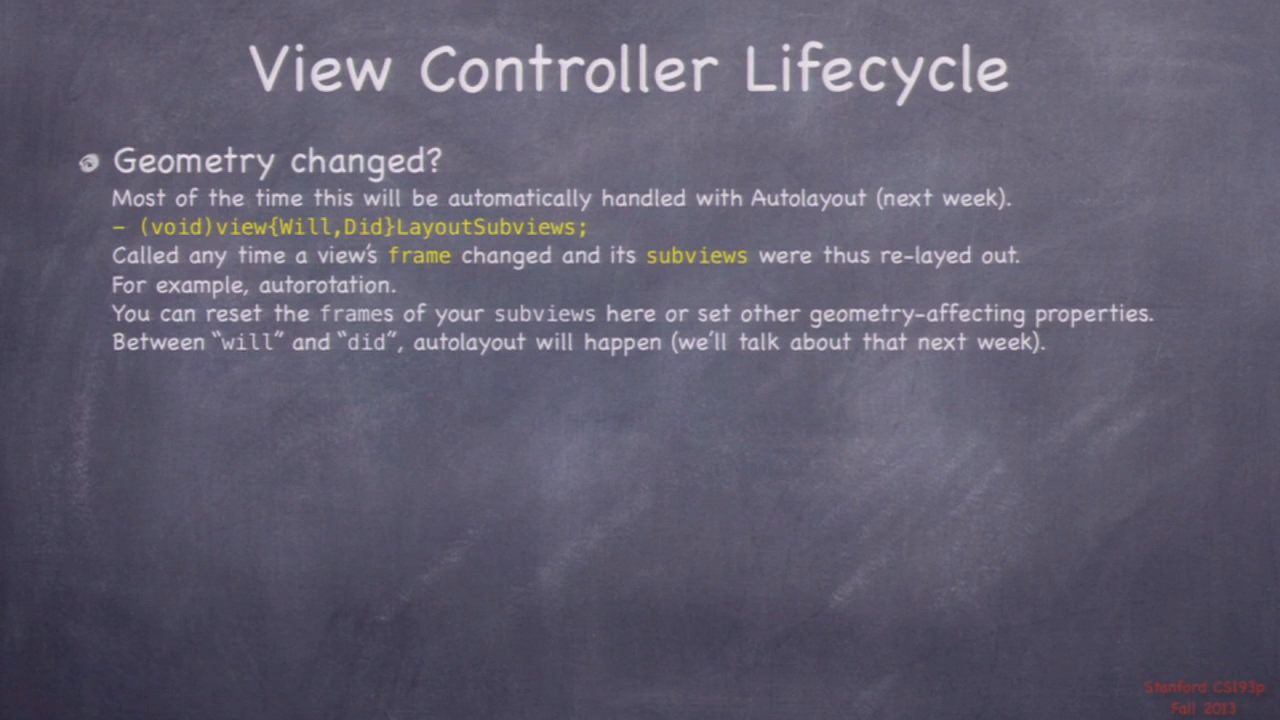 View Controller Lifecycle
Geometry changed?
Most of the time this will be automatically handled with Autolayout (next week).
- (void)view{Will,Did}LayoutSubviews;
Called any time a view's frame changed and its subviews were thus re-layed out.
For example, autorotation.
You can reset the frames of your subviews here or set other geometry-affecting properties.
Between “will” and “did”, autolayout will happen (we'll talk about that next week).
Stanford CS193p
Fall 2013